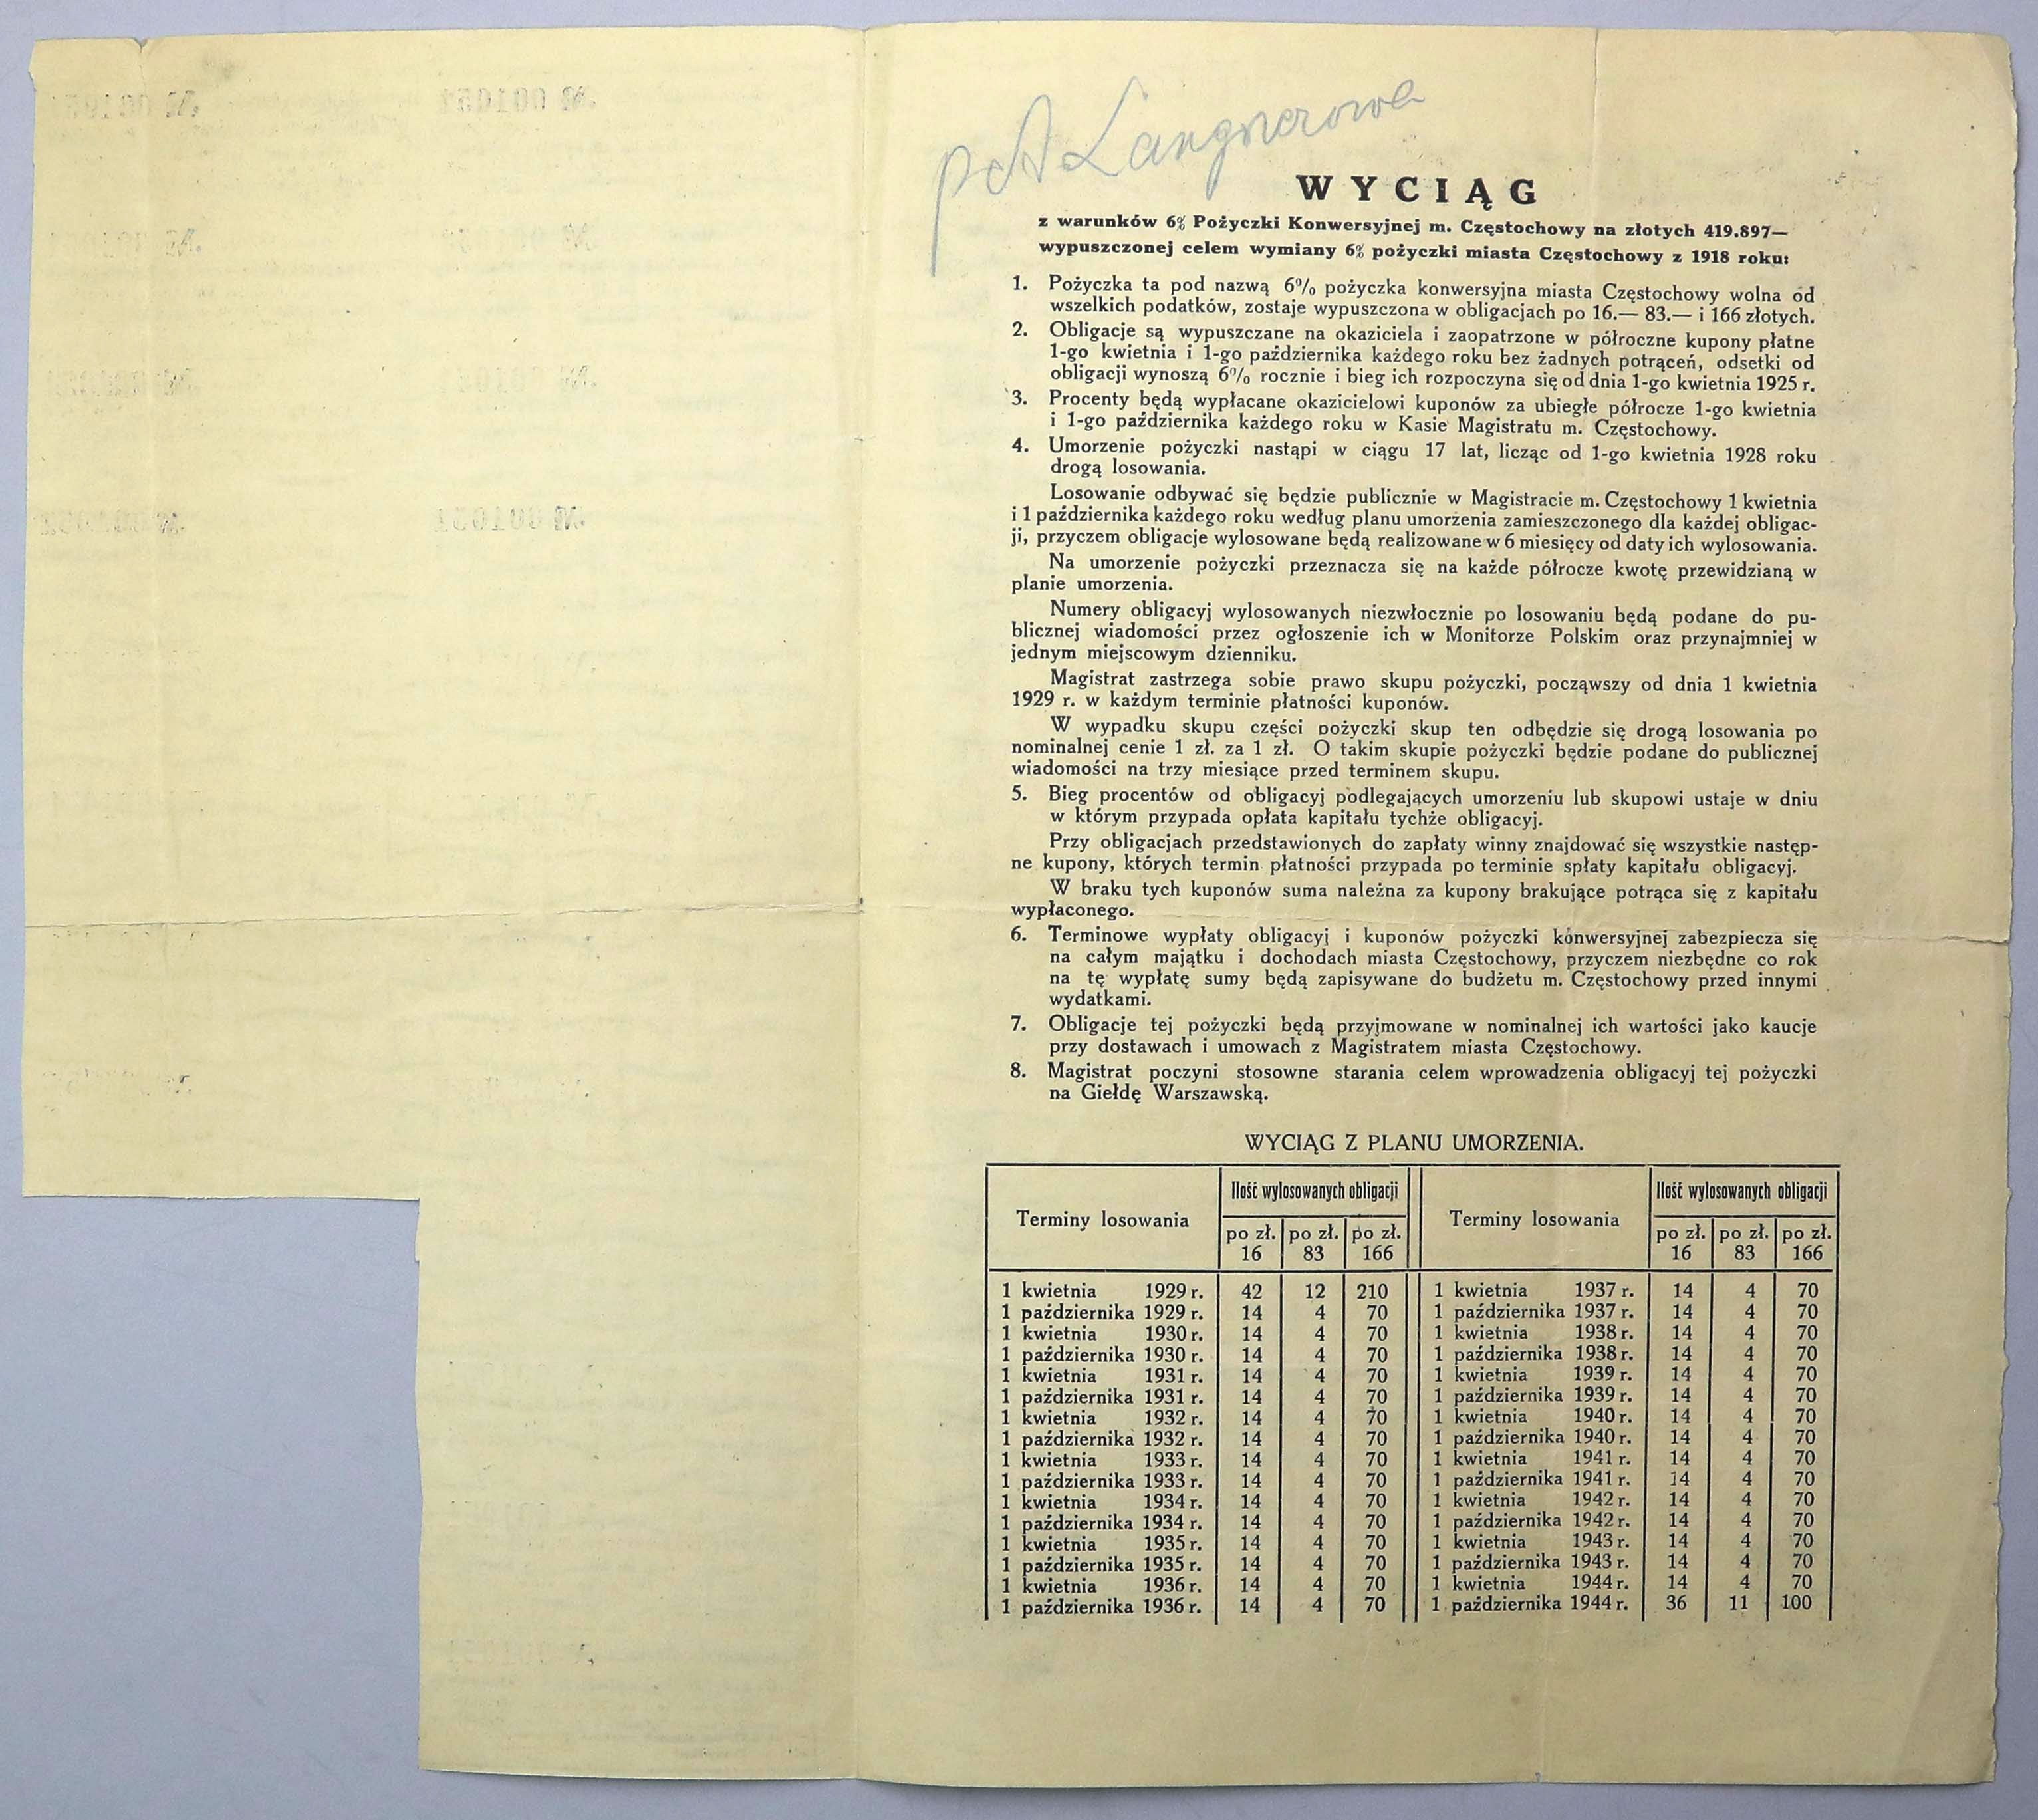 № 001051
№ 001051
p A Langnerowa
WYCIĄG
z warunków 6% Pożyczki Konwersyjnej m. Częstochowy na złotych 419.897—
wypuszczonej celem wymiany 6% pożyczki miasta Częstochowy z 1918 roku:
1. Pożyczka ta pod nazwą 6% pożyczka konwersyjna miasta Częstochowy wolna od
wszelkich podatków, zostaje wypuszczona w obligacjach po 16.— 83.— i 166 złotych.
2. Obligacje są wypuszczane na okaziciela i zaopatrzone w półroczne kupony płatne
1-go kwietnia i 1-go października każdego roku bez żadnych potrąceń, odsetki od
obligacji wynoszą 6% rocznie i bieg ich rozpoczyna się od dnia 1-go kwietnia 1925 r.
3. Procenty będą wypłacane okazicielowi kuponów za ubiegłe półrocze 1-go kwietnia
i 1-go października każdego roku w Kasie Magistratu m. Częstochowy.
4. Umorzenie pożyczki nastąpi w ciągu 17 lat, licząc od 1-go kwietnia 1928 roku
drogą losowania.
Losowanie odbywać się będzie publicznie w Magistracie m. Częstochowy 1 kwietnia
i 1 października każdego roku według planu umorzenia zamieszczonego dla każdej obligac-
ji, przyczem obligacje wylosowane będą realizowane w 6 miesięcy od daty ich wylosowania.
Na umorzenie pożyczki przeznacza się na każde półrocze kwotę przewidzianą w
planie umorzenia.
Numery obligacyj wylosowanych niezwłocznie po losowaniu będą podane do pu-
blicznej wiadomości przez ogłoszenie ich w Monitorze Polskim oraz przynajmniej w
jednym miejscowym dzienniku.
Magistrat zastrzega sobie prawo skupu pożyczki, począwszy od dnia 1 kwietnia
1929 r. w każdym terminie płatności kuponów.
W wypadku skupu części pożyczki skup ten odbędzie się drogą losowania po
nominalnej cenie 1 zł. za 1 zł. O takim skupie pożyczki będzie podane do publicznej
wiadomości na trzy miesiące przed terminem skupu.
5. Bieg procentów od obligacyj podlegających umorzeniu lub skupowi ustaje w dniu
w którym przypada opłata kapitału tychże obligacyj.
Przy obligacjach przedstawionych do zapłaty winny znajdować się wszystkie następ-
ne kupony, których termin płatności przypada po terminie spłaty kapitału obligacyj.
W braku tych kuponów suma należna za kupony brakujące potrąca się z kapitału
wypłaconego.
6. Terminowe wypłaty obligacyj i kuponów pożyczki konwersyjnej zabezpiecza się
na całym majątku i dochodach miasta Częstochowy, przyczem niezbędne co rok
na tę wypłatę sumy będą zapisywane do budżetu m. Częstochowy przed innymi
wydatkami.
7. Obligacje tej pożyczki będą przyjmowane w nominalnej ich wartości jako kaucje
przy dostawach i umowach z Magistratem miasta Częstochowy.
8. Magistrat poczyni stosowne starania celem wprowadzenia obligacyj tej pożyczki
na Giełdę Warszawską.
WYCIĄG Z PLANU UMORZENIA.
Terminy losowania Ilość wylosowanych obligacji Terminy losowania Ilość wylosowanych obligacji
po zł. 16 po zł. 83 po zł. 166 po zł. 16 po zł. 83 po zł. 166
1 kwietnia 1929 r. 42 12 210 1 kwietnia 1937 r. 14 4 70
1 października 1929 r. 14 4 70 1 października 1937 r. 14 4 70
1 kwietnia 1930 r. 14 4 70 1 kwietnia 1938 r. 14 4 70
1 października 1930 r. 14 4 70 1 października 1938 r. 14 4 70
1 kwietnia 1931 r. 14 4 70 1 kwietnia 1939 r. 14 4 70
1 października 1931 r. 14 4 70 1 października 1939 r. 14 4 70
1 kwietnia 1932 r. 14 4 70 1 kwietnia 1940 r. 14 4 70
1 października 1932 r. 14 4 70 1 października 1940 r. 14 4 70
1 kwietnia 1933 r. 14 4 70 1 kwietnia 1941 r. 14 4 70
1 października 1933 r. 14 4 70 1 października 1941 r. 14 4 70
1 kwietnia 1934 r. 14 4 70 1 kwietnia 1942 r. 14 4 70
1 października 1934 r. 14 4 70 1 października 1942 r. 14 4 70
1 kwietnia 1935 r. 14 4 70 1 kwietnia 1943 r. 14 4 70
1 października 1935 r. 14 4 70 1 października 1943 r. 14 4 70
1 kwietnia 1936 r. 14 4 70 1 kwietnia 1944 r. 14 4 70
1 października 1936 r. 14 4 70 1 października 1944 r. 36 11 100